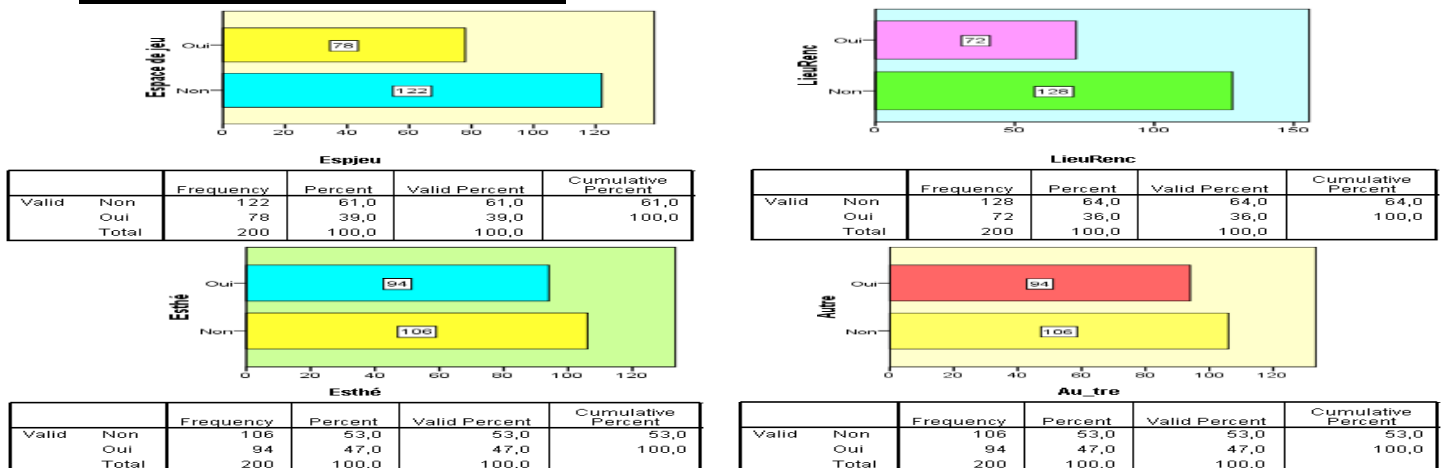 Espace de jeu
Oui
78
Non
122
0 20 40 60 80 100 120
Espjeu
Frequency Percent Valid Percent Cumulative Percent
Valid Non 122 61,0 61,0 61,0
Oui 78 39,0 39,0 100,0
Total 200 100,0 100,0
LieuRenc
Oui
72
Non
128
0 50 100 150
LieuRenc
Frequency Percent Valid Percent Cumulative Percent
Valid Non 128 64,0 64,0 64,0
Oui 72 36,0 36,0 100,0
Total 200 100,0 100,0
Esthé
Oui
94
Non
106
0 20 40 60 80 100 120
Esthé
Frequency Percent Valid Percent Cumulative Percent
Valid Non 106 53,0 53,0 53,0
Oui 94 47,0 47,0 100,0
Total 200 100,0 100,0
Autre
Oui
94
Non
106
0 20 40 60 80 100 120
Au_tre
Frequency Percent Valid Percent Cumulative Percent
Valid Non 106 53,0 53,0 53,0
Oui 94 47,0 47,0 100,0
Total 200 100,0 100,0